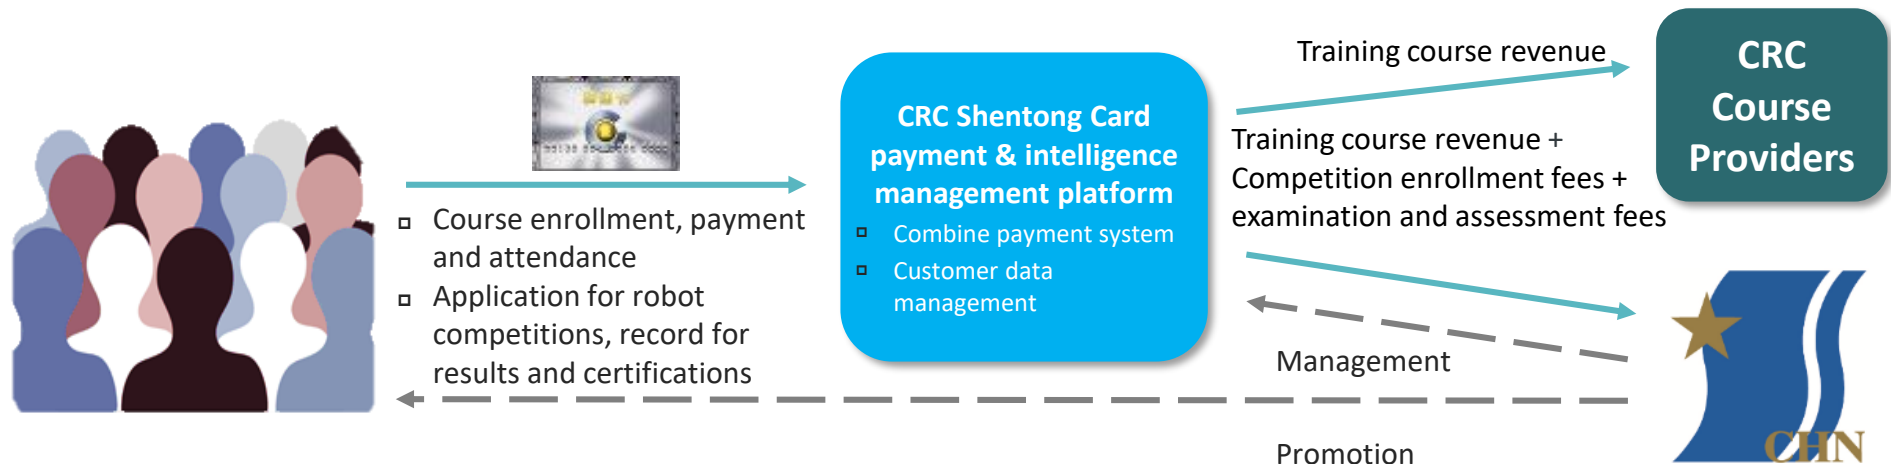 Course enrollment, payment
and attendance
Application for robot
competitions, record for
results and certifications
CRC Shentong Card
payment & intelligence
management platform
Combine payment system
Customer data
management
Training course revenue
Training course revenue +
Competition enrollment fees +
examination and assessment fees
Management
Promotion
CRC
Course
Providers
CHN